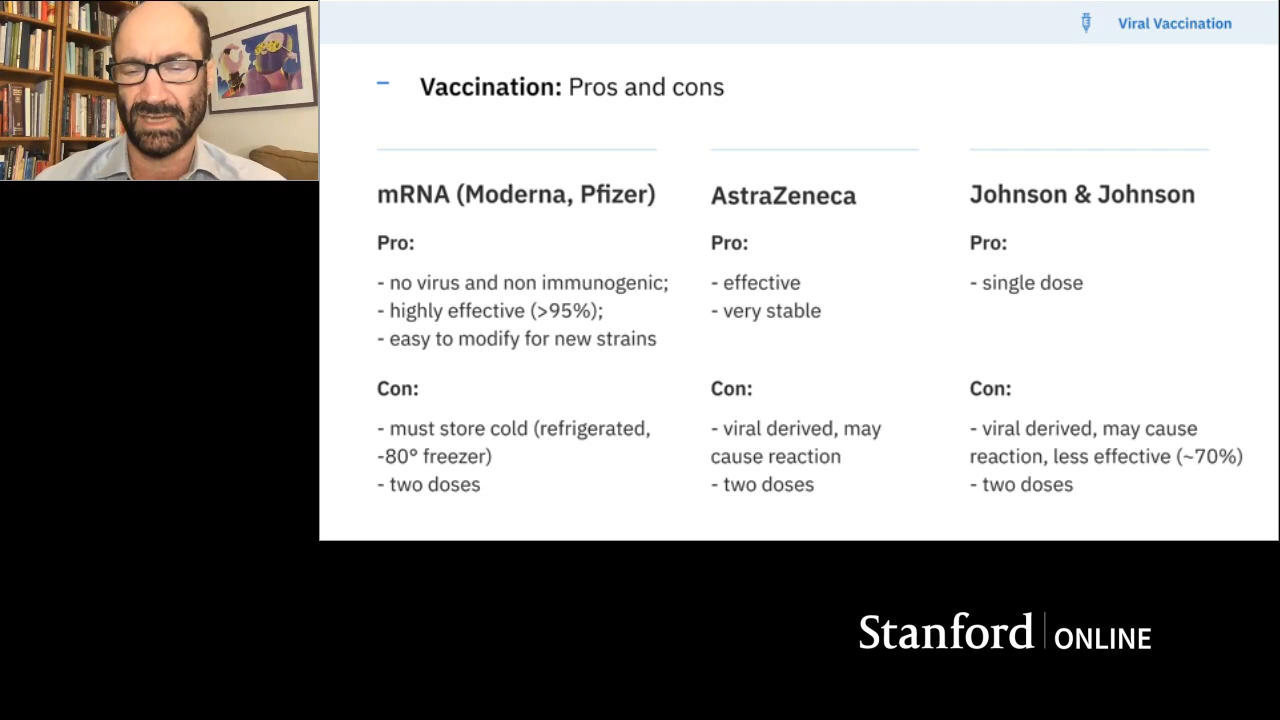 Viral Vaccination
– Vaccination: Pros and cons
mRNA (Moderna, Pfizer)
Pro:
- no virus and non immunogenic;
- highly effective (>95%);
- easy to modify for new strains
Con:
- must store cold (refrigerated,
-80° freezer)
- two doses
AstraZeneca
Pro:
- effective
- very stable
Con:
- viral derived, may
cause reaction
- two doses
Johnson & Johnson
Pro:
- single dose
Con:
- viral derived, may cause
reaction, less effective (~70%)
- two doses
Stanford ONLINE